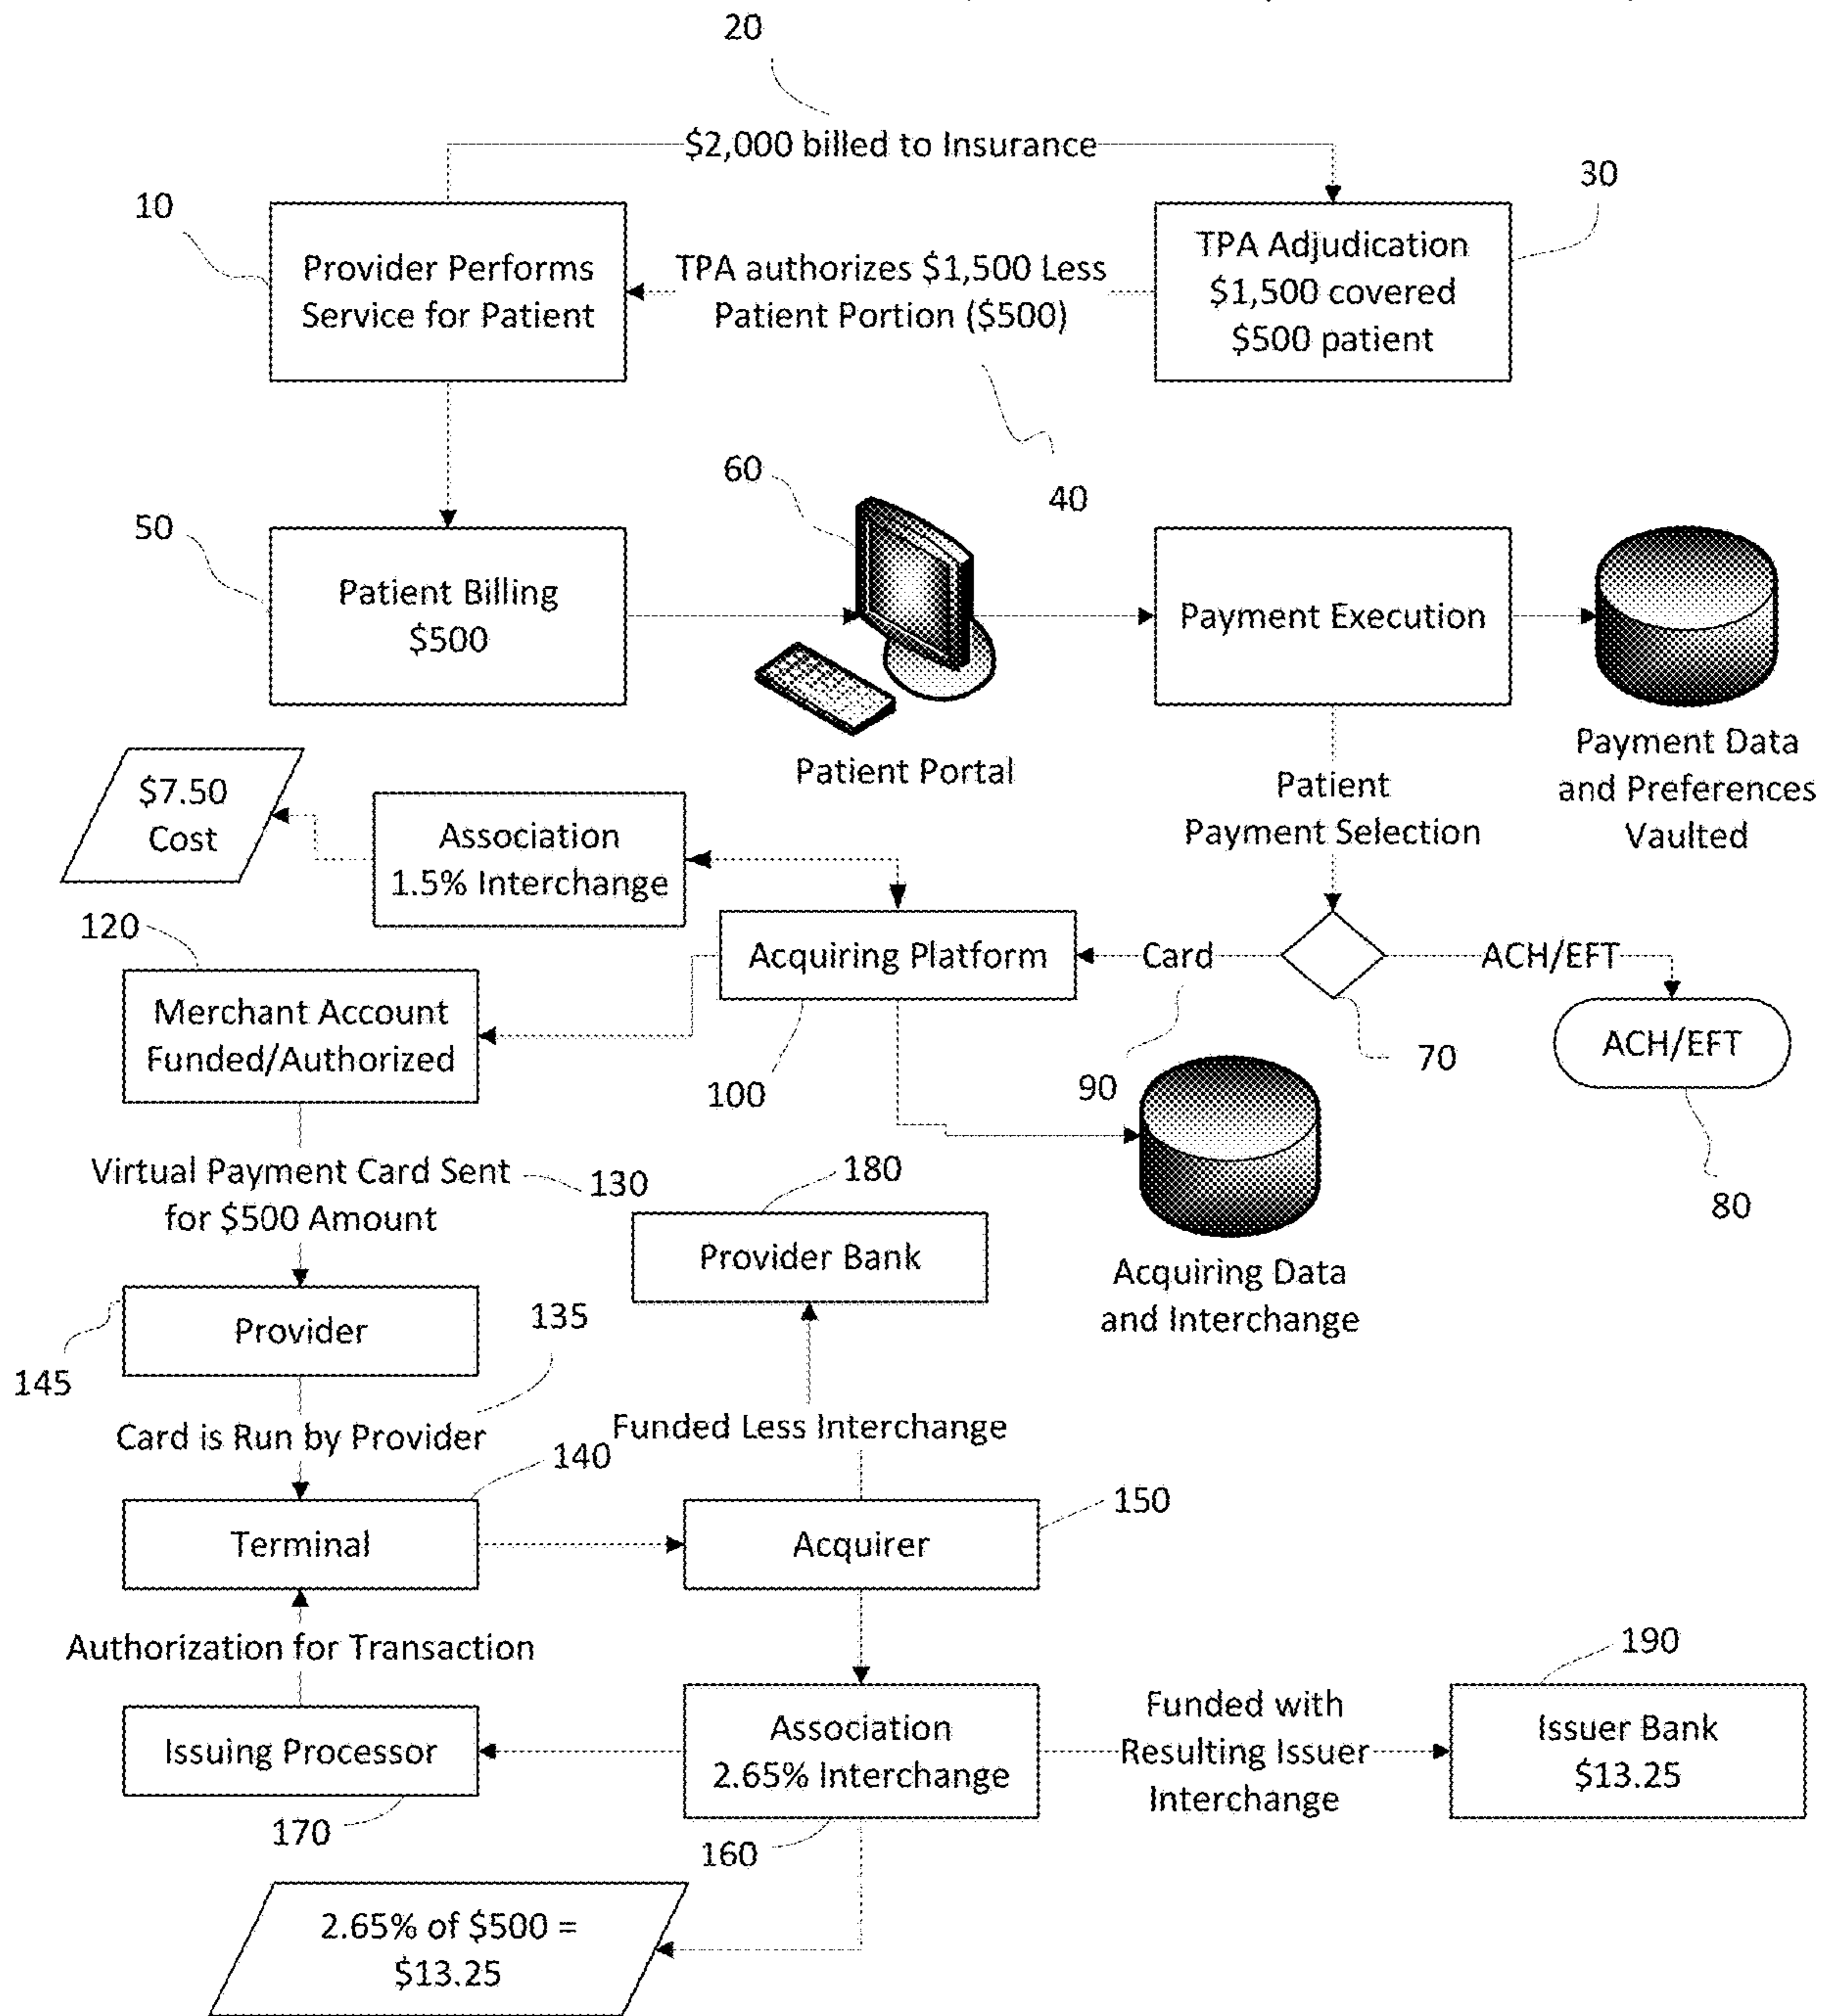 20
$2,000 billed to Insurance
10
30
Provider Performs
Service for Patient
TPA authorizes $1,500 Less
Patient Portion ($500)
TPA Adjudication
$1,500 covered
$500 patient
40
50
60
Patient Billing
$500
Patient Portal
Payment Execution
Payment Data
and Preferences
Vaulted
$7.50
Cost
Association
1.5% Interchange
Patient
Payment Selection
120
Acquiring Platform
Card
ACH/EFT
Merchant Account
Funded/Authorized
100
90
70
ACH/EFT
80
Virtual Payment Card Sent
for $500 Amount
130
180
Provider Bank
Acquiring Data
and Interchange
Provider
135
145
Card is Run by Provider
Funded Less Interchange
140
150
Terminal
Acquirer
Authorization for Transaction
190
Issuing Processor
Association
2.65% Interchange
Funded with
Resulting Issuer
Interchange
Issuer Bank
$13.25
170
160
2.65% of $500 =
$13.25